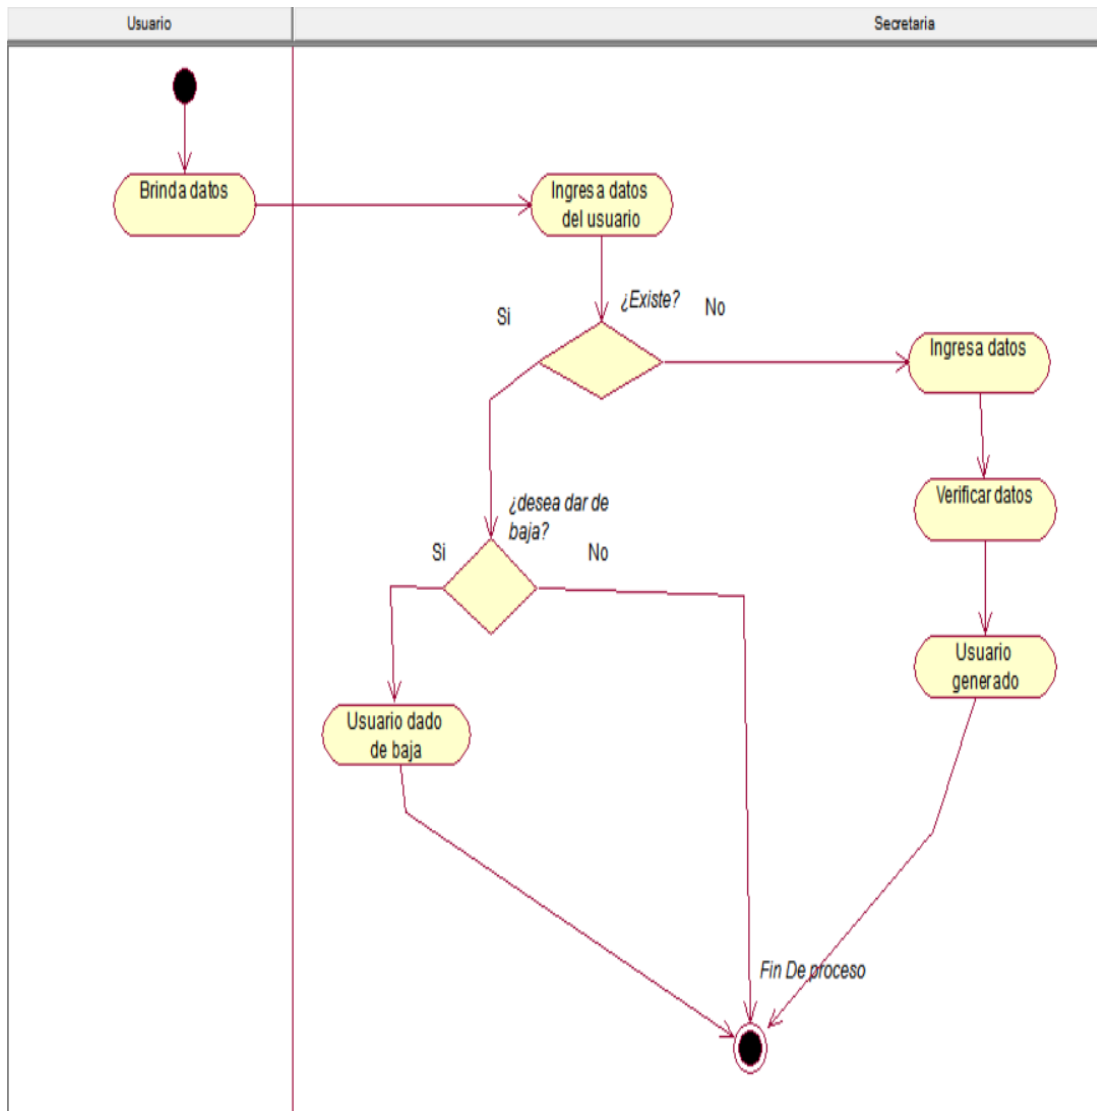 Usuario
Secretaria
Brinda datos
Ingresa datos
del usuario
¿Existe?
Si
No
Ingresa datos
Verificar datos
¿desea dar de
baja?
Si
No
Usuario
generado
Usuario dado
de baja
Fin De proceso